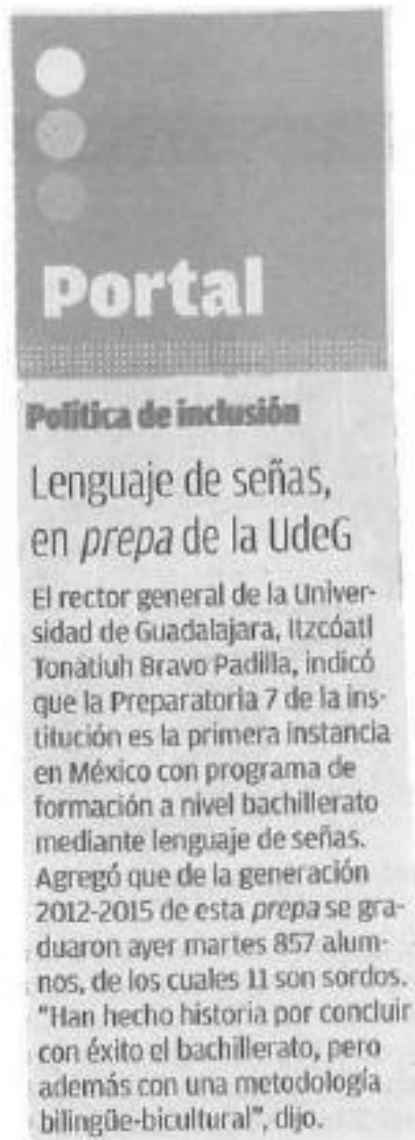 Portal
Política de inclusión
Lenguaje de señas,
en prepa de la UdeG
El rector general de la Univer-
sidad de Guadalajara, Itzcóatl
Tonatiuh Bravo Padilla, indicó
que la Preparatoria 7 de la ins-
titución es la primera instancia
en México con programa de
formación a nivel bachillerato
mediante lenguaje de señas.
Agregó que de la generación
2012-2015 de esta prepa se gra-
duaron ayer martes 857 alum-
nos, de los cuales 11 son sordos.
"Han hecho historia por concluir
con éxito el bachillerato, pero
además con una metodología
bilingüe-bicultural", dijo.